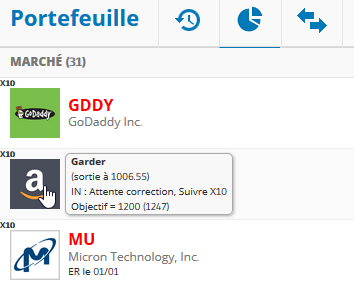 Portefeuille
MARCHÉ (31)
X10
GoDaddy
GDDY
GoDaddy Inc.
X10
a
Garder
(sortie à 1006.55)
IN : Attente correction, Suivre X10
Objectif = 1200 (1247)
X10
MU
Micron Technology, Inc.
ER le 01/01